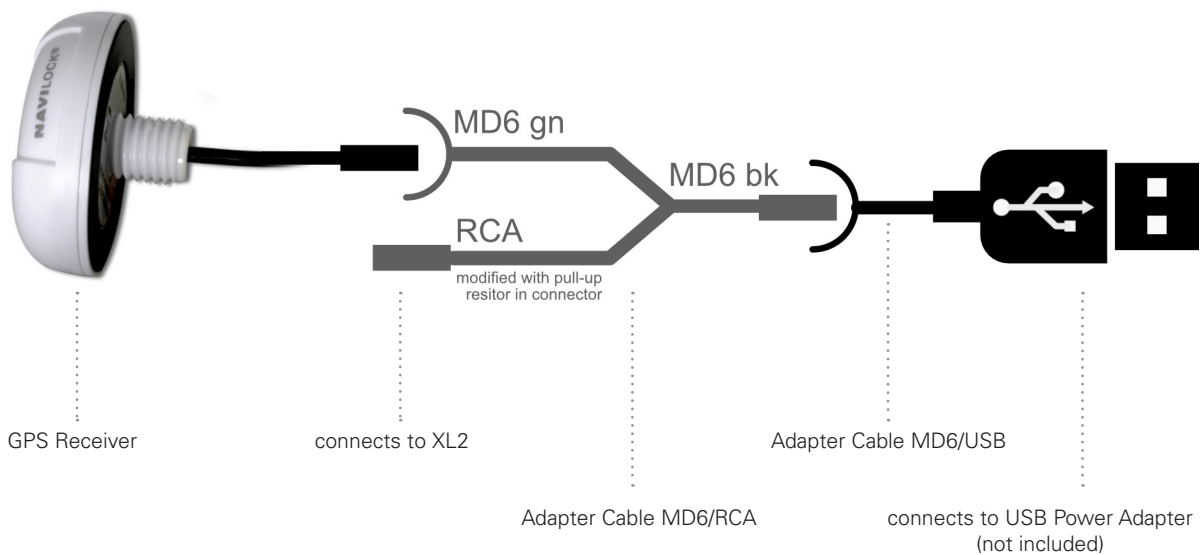 NAVILOCK®
MD6 gn
MD6 bk
RCA
modified with pull-up
resitor in connector
GPS Receiver
connects to XL2
Adapter Cable MD6/USB
Adapter Cable MD6/RCA
connects to USB Power Adapter
(not included)